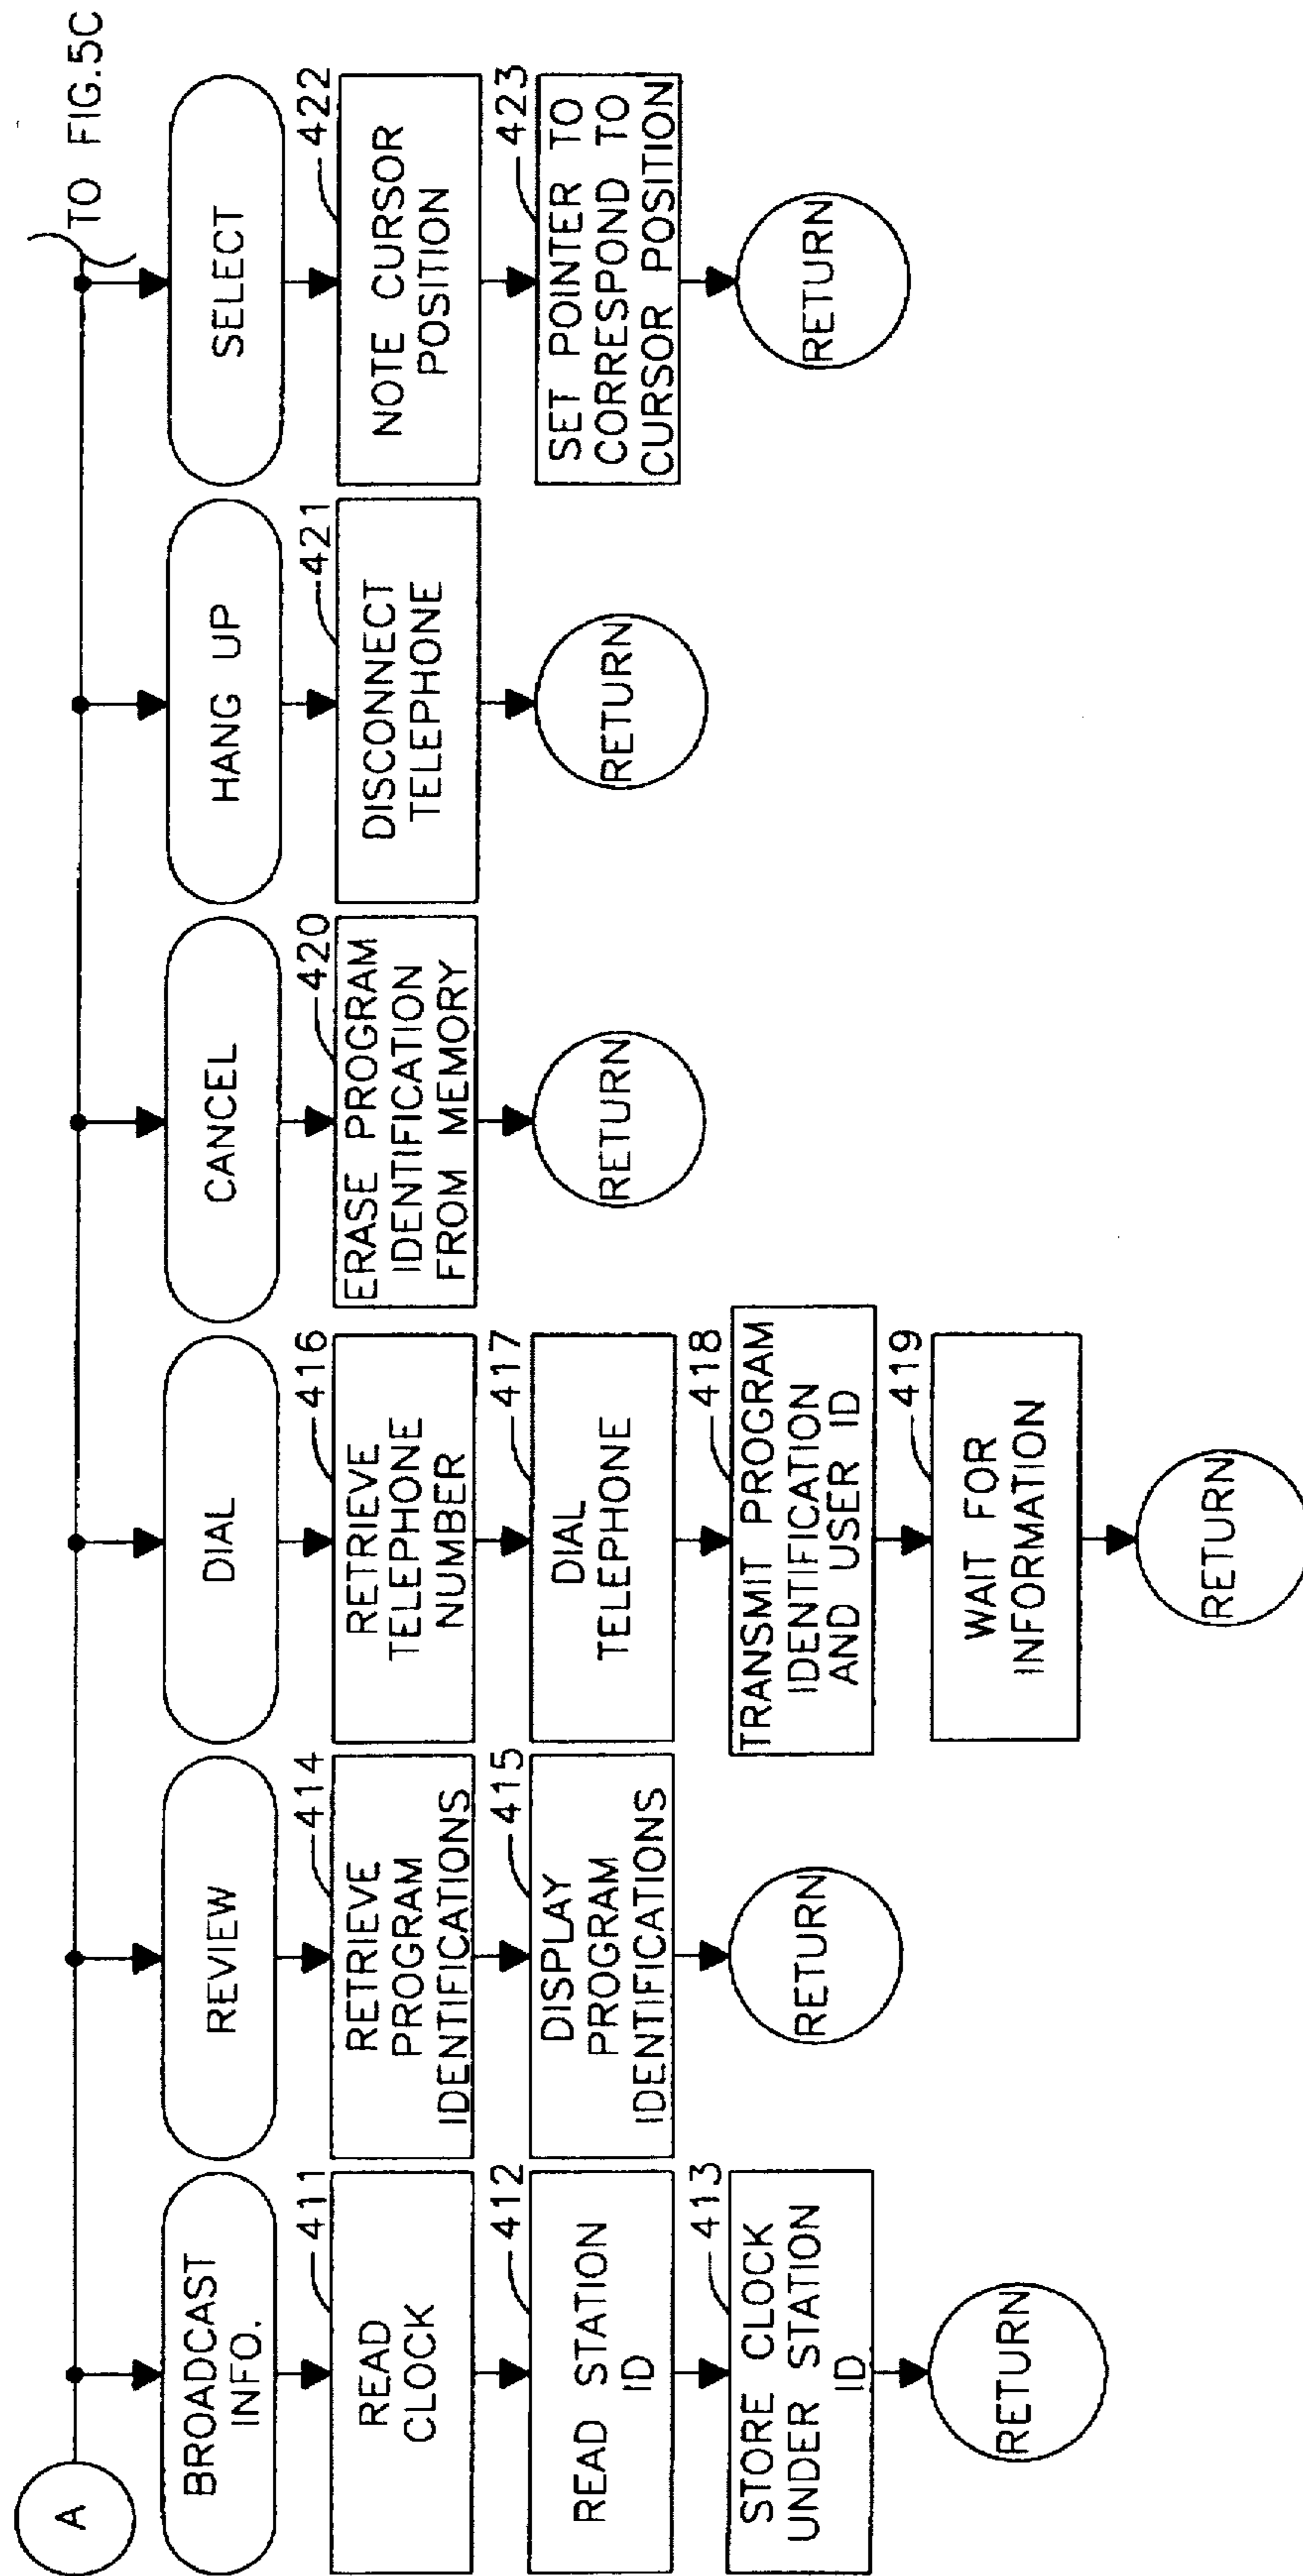 A
TO FIG.5C
BROADCAST
INFO.
411
READ
CLOCK
412
READ STATION
ID
413
STORE CLOCK
UNDER STATION
ID
RETURN
REVIEW
414
RETRIEVE
PROGRAM
IDENTIFICATIONS
415
DISPLAY
PROGRAM
IDENTIFICATIONS
RETURN
DIAL
416
RETRIEVE
TELEPHONE
NUMBER
417
DIAL
TELEPHONE
418
TRANSMIT PROGRAM
IDENTIFICATION
AND USER ID
419
WAIT FOR
INFORMATION
RETURN
CANCEL
420
ERASE PROGRAM
IDENTIFICATION
FROM MEMORY
RETURN
HANG UP
421
DISCONNECT
TELEPHONE
RETURN
SELECT
422
NOTE CURSOR
POSITION
423
SET POINTER TO
CORRESPOND TO
CURSOR POSITION
RETURN